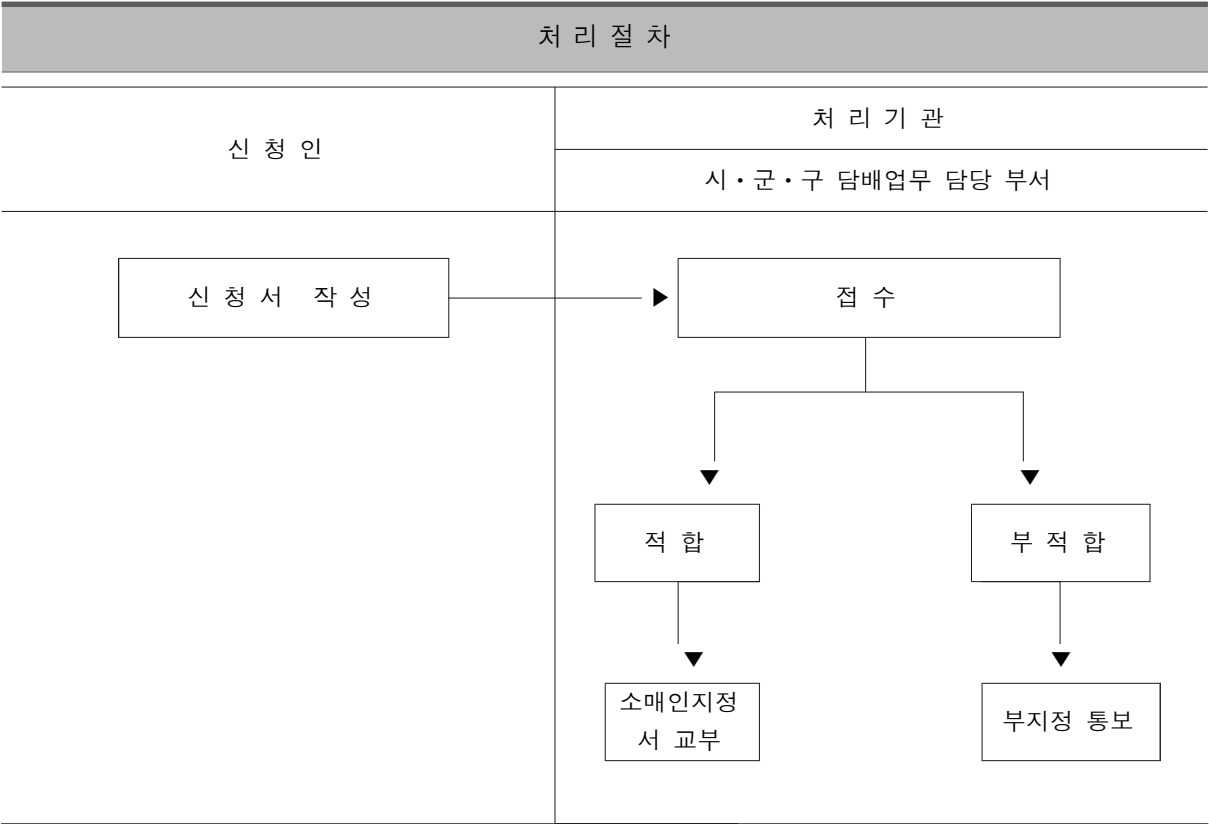 처 리 절 차
신 청 인
처 리 기 관
시・군・구 담배업무 담당 부서
신 청 서 작 성
접 수
적 합
부 적 합
소매인지정
서 교부
부지정 통보